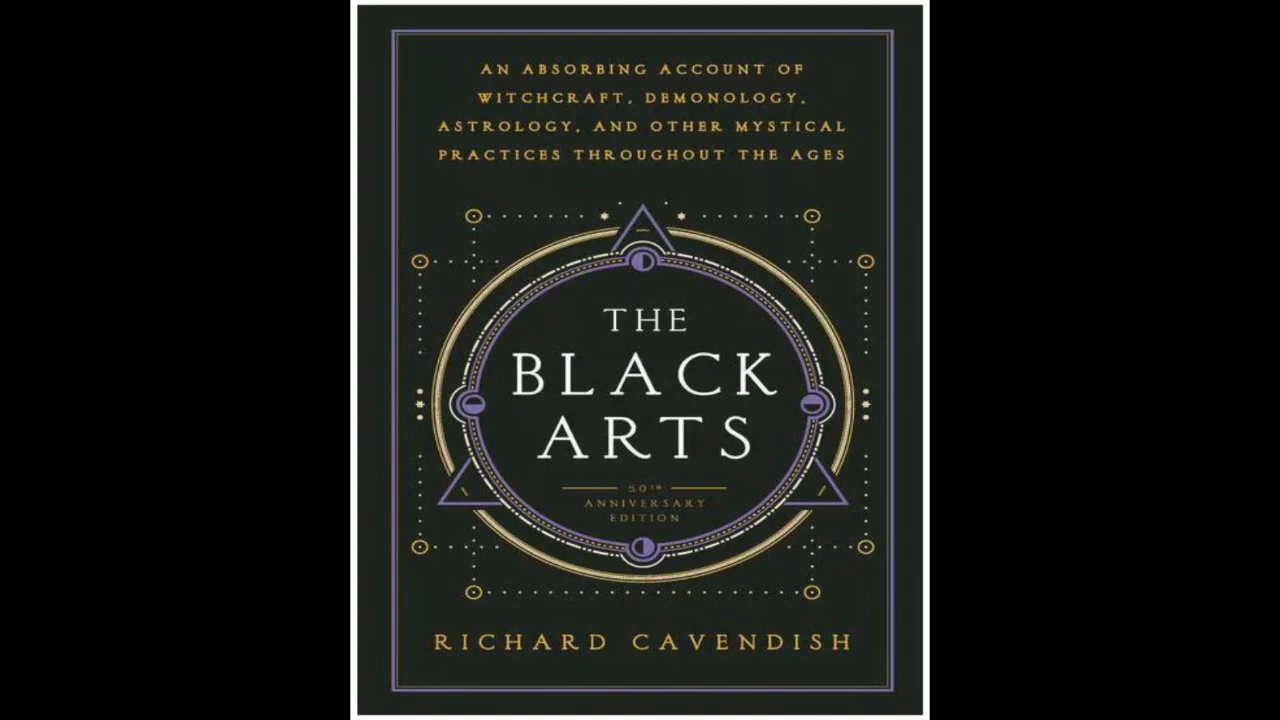 AN ABSORBING ACCOUNT OF
WITCHCRAFT, DEMONOLOGY,
ASTROLOGY, AND OTHER MYSTICAL
PRACTICES THROUGHOUT THE AGES
THE
BLACK
ARTS
50TH
ANNIVERSARY
EDITION
RICHARD CAVENDISH